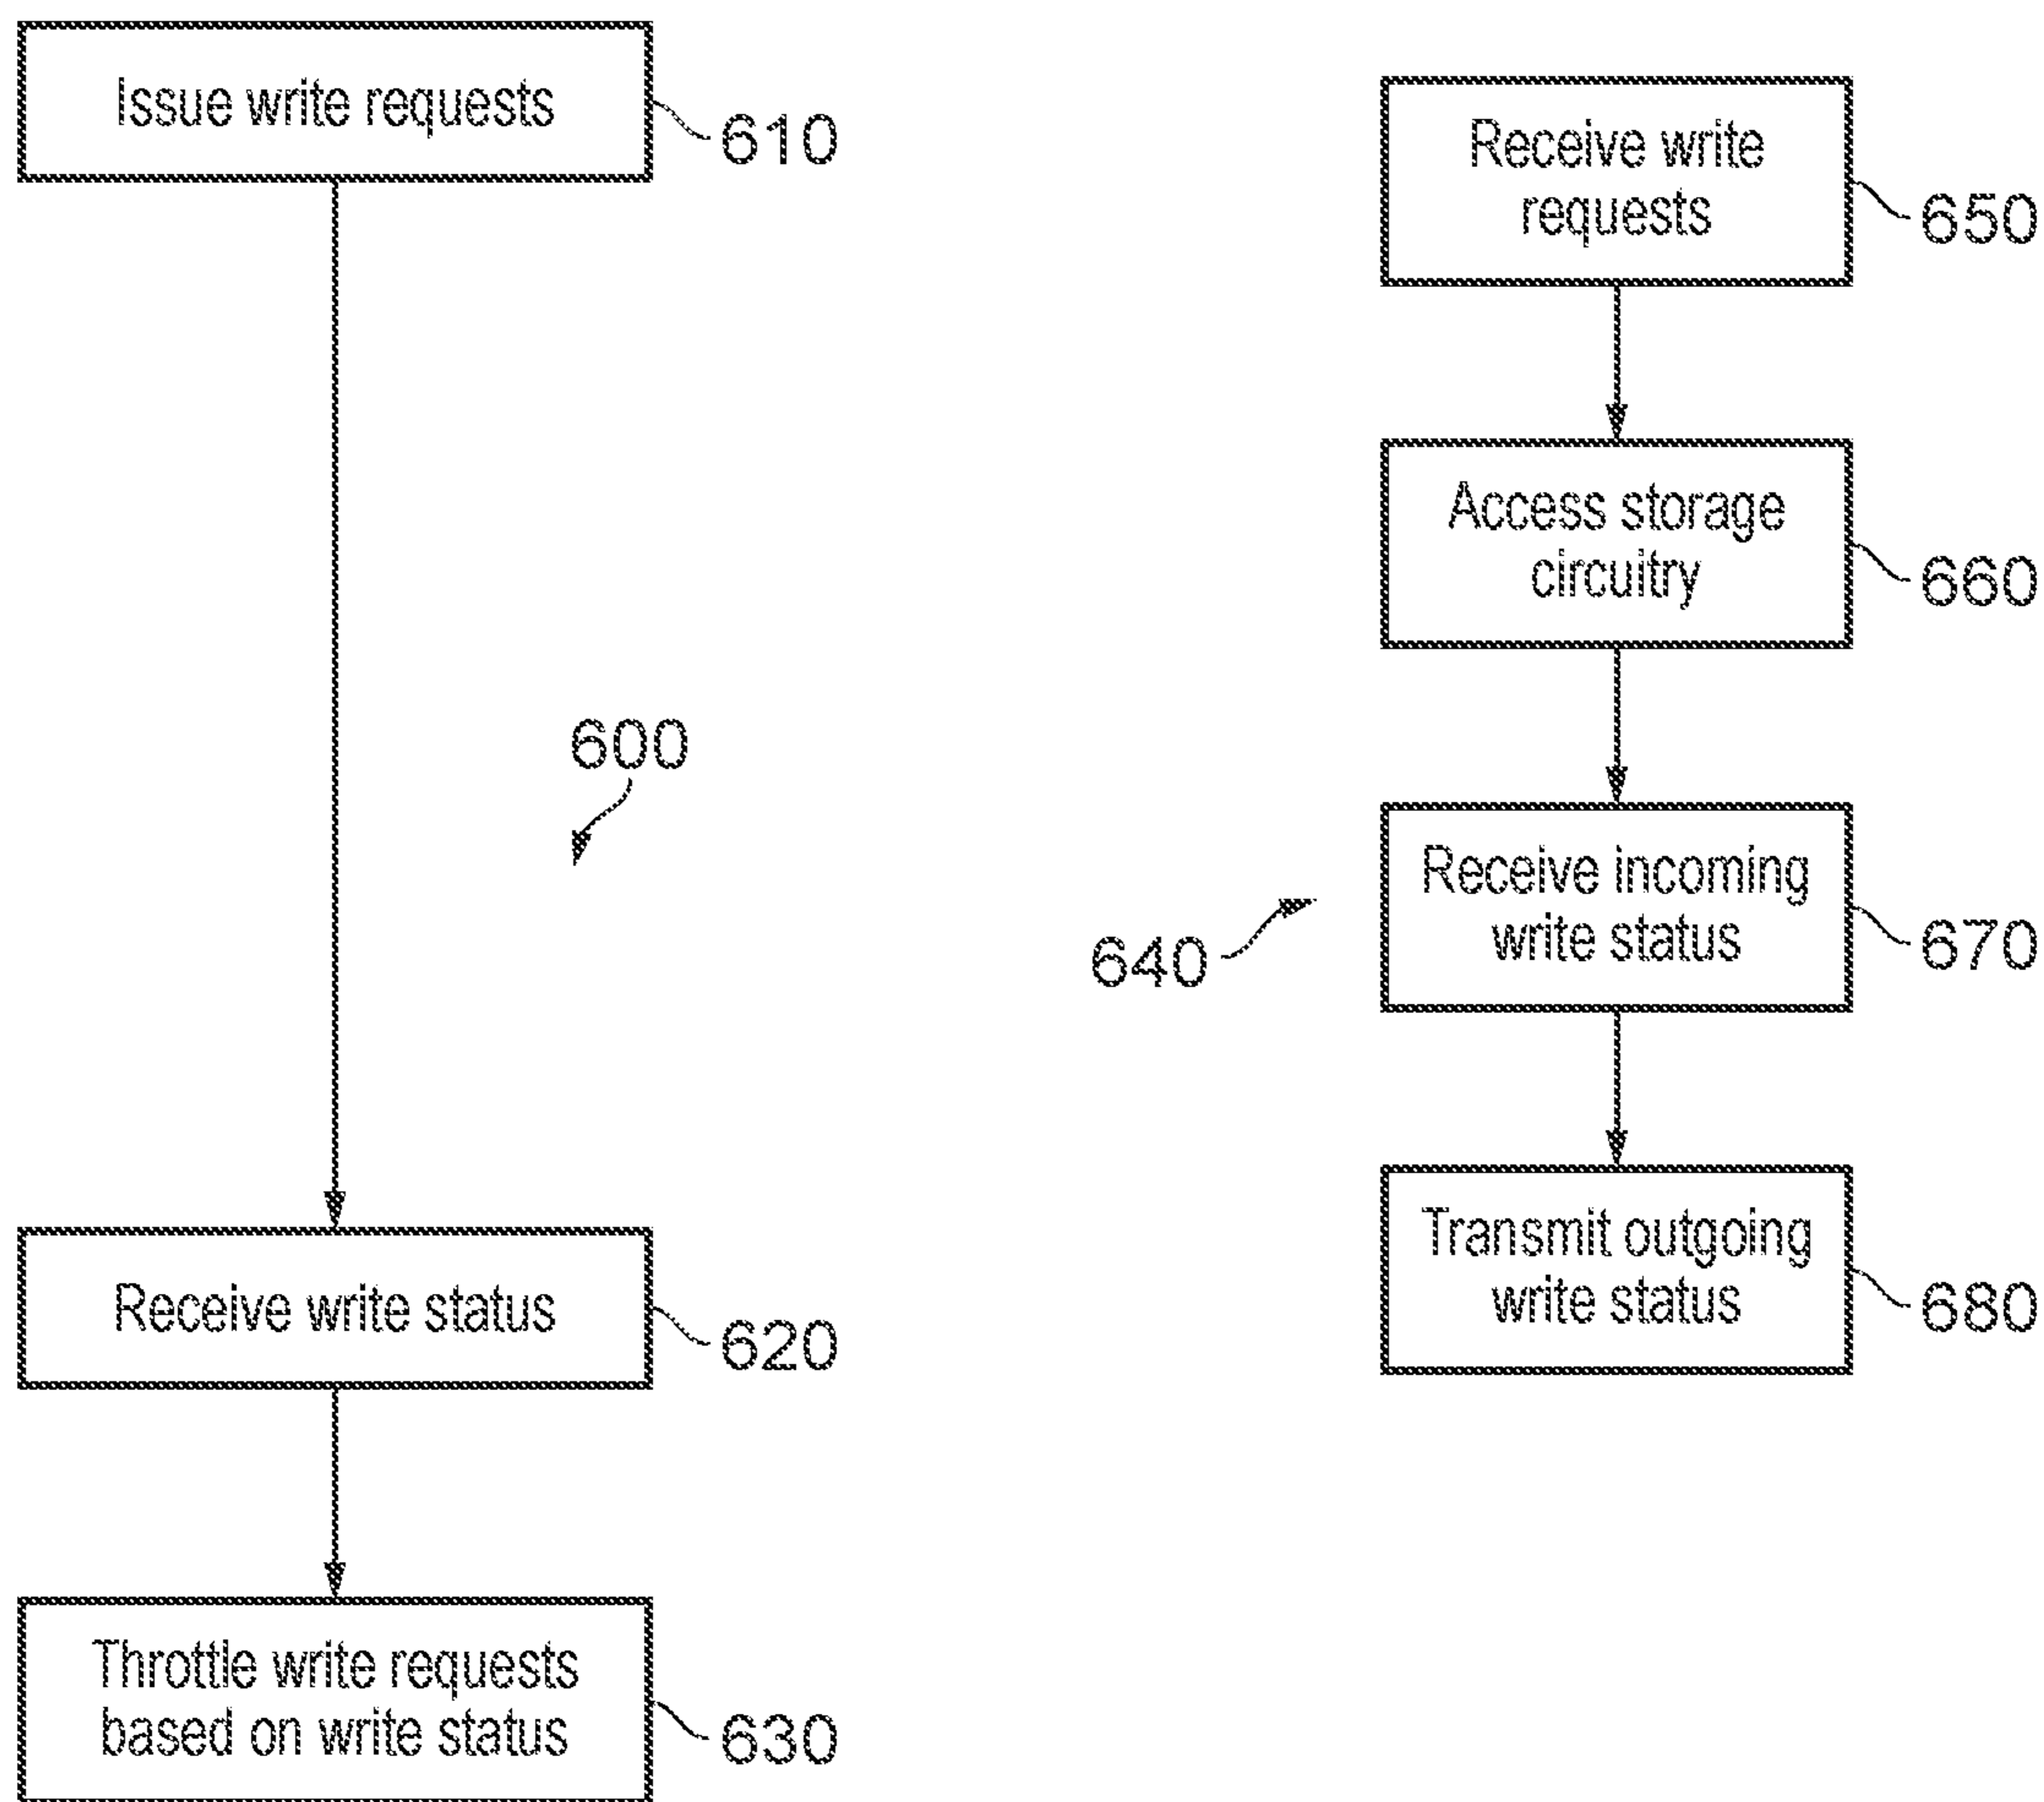 Issue write requests
610
600
Receive write status
620
Throttle write requests
based on write status
630
Receive write
requests
650
Access storage
circuitry
660
640
Receive incoming
write status
670
Transmit outgoing
write status
680